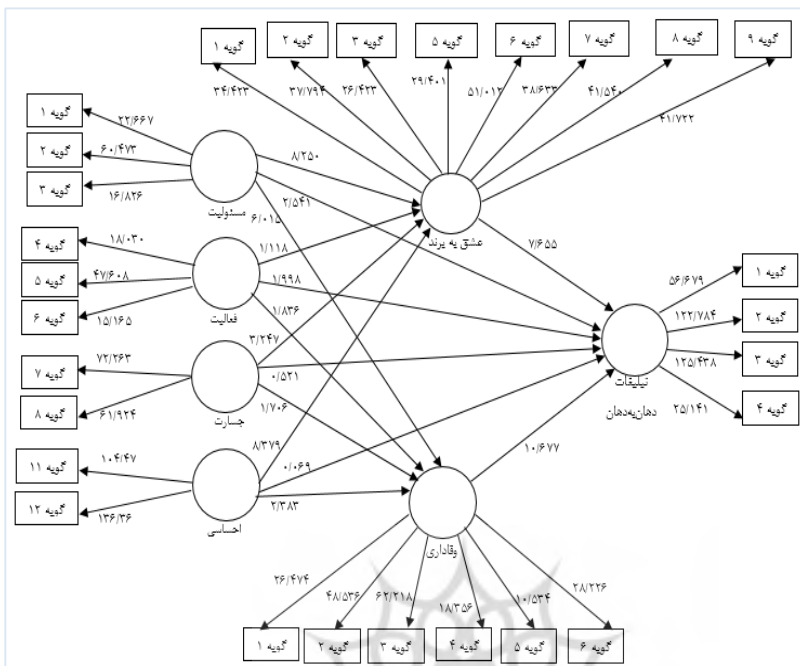 گویه ۱
گویه ۲
گویه ۳
گویه ۵
گویه ۶
گویه ۷
گویه ۸
گویه ۹
۳۴/۴۲۳
۳۷/۷۹۴
۲۶/۴۲۳
۲۹/۴۰۱
۵۱/۰۱۲
۳۸/۶۳۳
۴۱/۵۴۰
۴۱/۷۲۲
گویه ۱
گویه ۲
گویه ۳
۲۲/۶۶۷
۶۰/۴۷۳
۱۶/۸۲۶
مسئولیت
۸/۲۵۰
۲/۵۴۱
۶/۰۱۵
عشق به برند
گویه ۴
گویه ۵
گویه ۶
۱۸/۰۳۰
۴۷/۶۰۸
۱۵/۱۶۵
فعالیت
۱/۱۱۸
۱/۹۹۸
۱/۸۳۶
۷/۶۵۵
گویه ۷
گویه ۸
۷۲/۲۶۳
۶۱/۹۲۴
جسارت
۳/۲۴۷
۰/۵۲۱
۱/۷۰۶
تبلیغات
دهان‌به‌دهان
۵۶/۶۷۹
۱۲۲/۷۸۴
۱۲۵/۴۳۸
۲۵/۱۴۱
گویه ۱
گویه ۲
گویه ۳
گویه ۴
گویه ۱۱
گویه ۱۲
۱۰۴/۴۷
۱۳۶/۳۶
احساسی
۸/۳۷۹
۰/۰۶۹
۲/۳۸۳
۱۰/۶۷۷
وفاداری
۲۶/۴۷۴
۴۸/۵۳۶
۶۲/۲۱۸
۱۸/۳۵۶
۱۰/۵۳۴
۲۸/۲۲۶
گویه ۱
گویه ۲
گویه ۳
گویه ۴
گویه ۵
گویه ۶